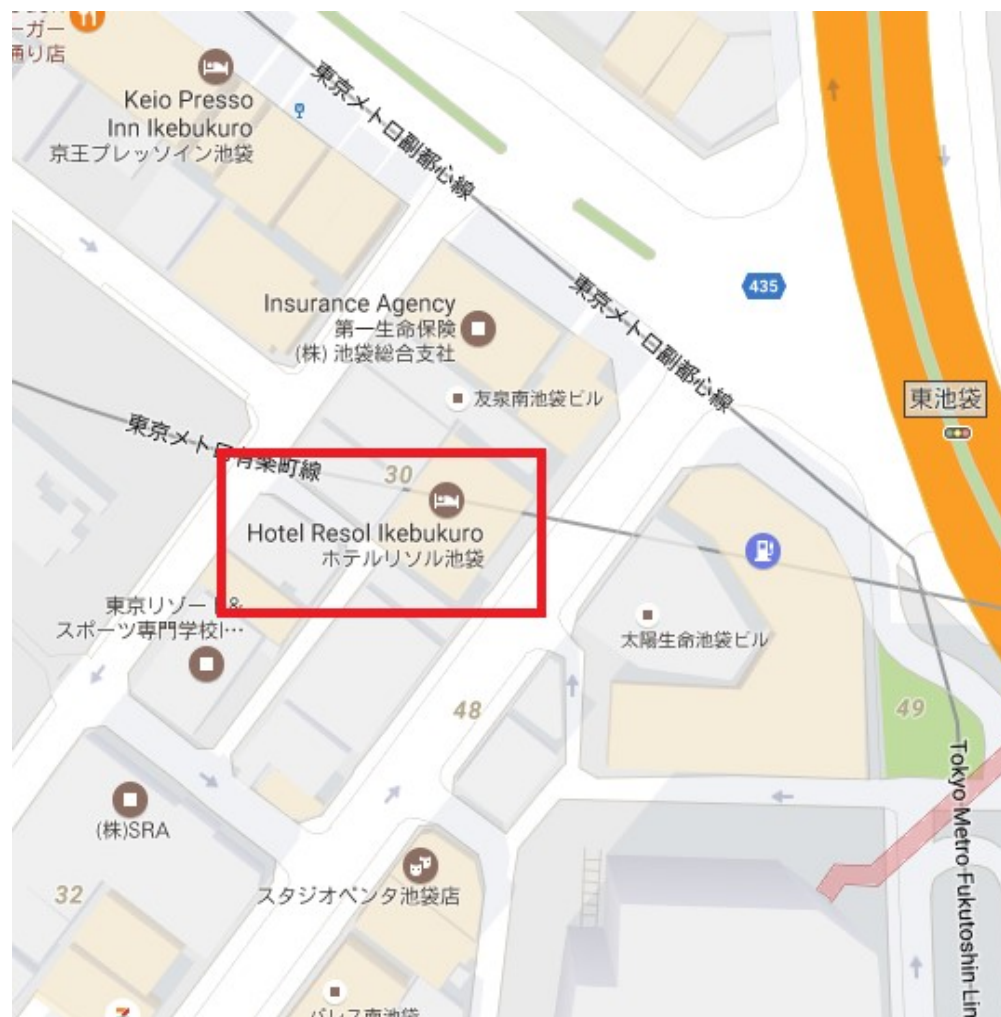 ーガー
通り店
Keio Presso
Inn Ikebukuro
京王プレッソイン池袋
東京メトロ副都心線
Insurance Agency
第一生命保険
(株) 池袋総合支社
東京メトロ副都心線
435
東池袋
友泉南池袋ビル
東京メトロ有楽町線
30
Hotel Resol Ikebukuro
ホテルリソル池袋
東京リゾート&
スポーツ専門学校|…
太陽生命池袋ビル
48
49
Tokyo Metro Fukutoshin Lin
(株)SRA
スタジオペンタ池袋店
32
パレス南池袋